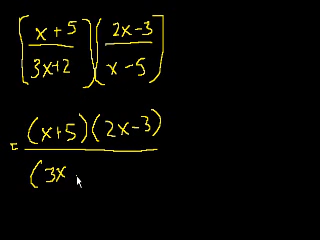 [x+5 / 3x+2] [2x-3 / x-5]
= (x+5)(2x-3) / (3x